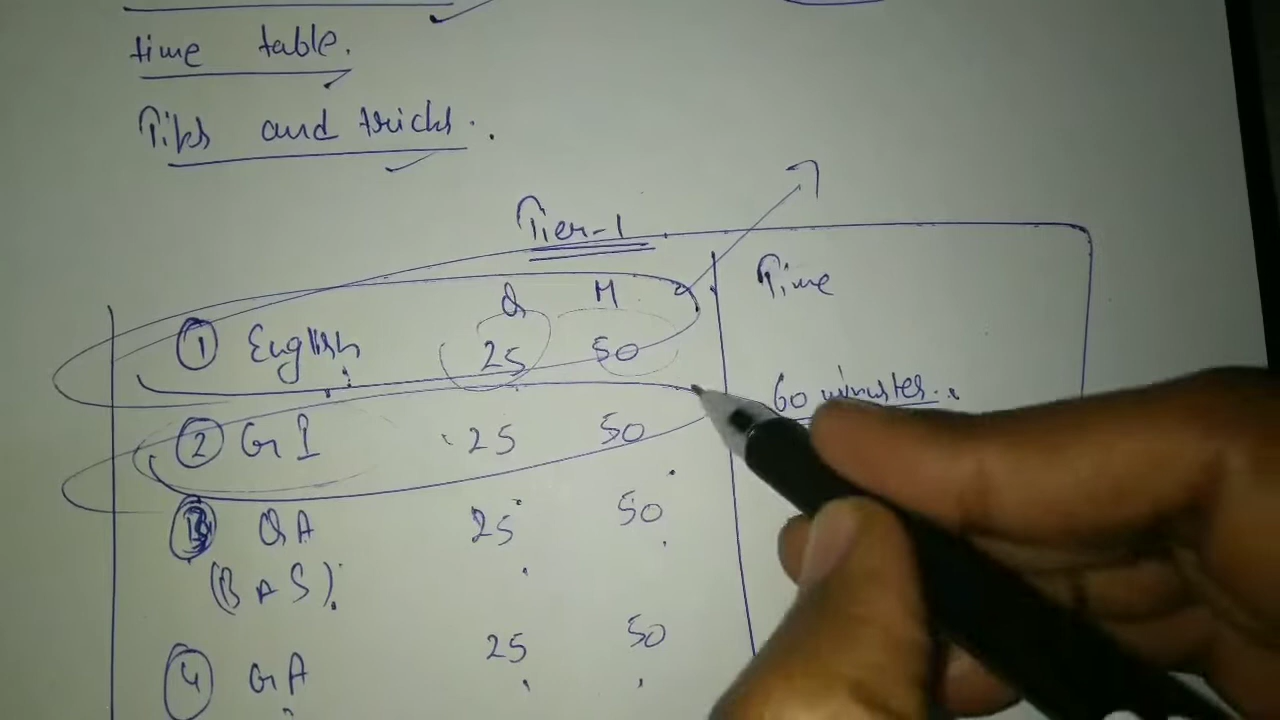 time table.
Tips and tricks..
Tier-1
Q M Time
① English 25 50
60 minutes..
② GI 25 50
③ QA 25 50
(BAS).
④ GA 25 50